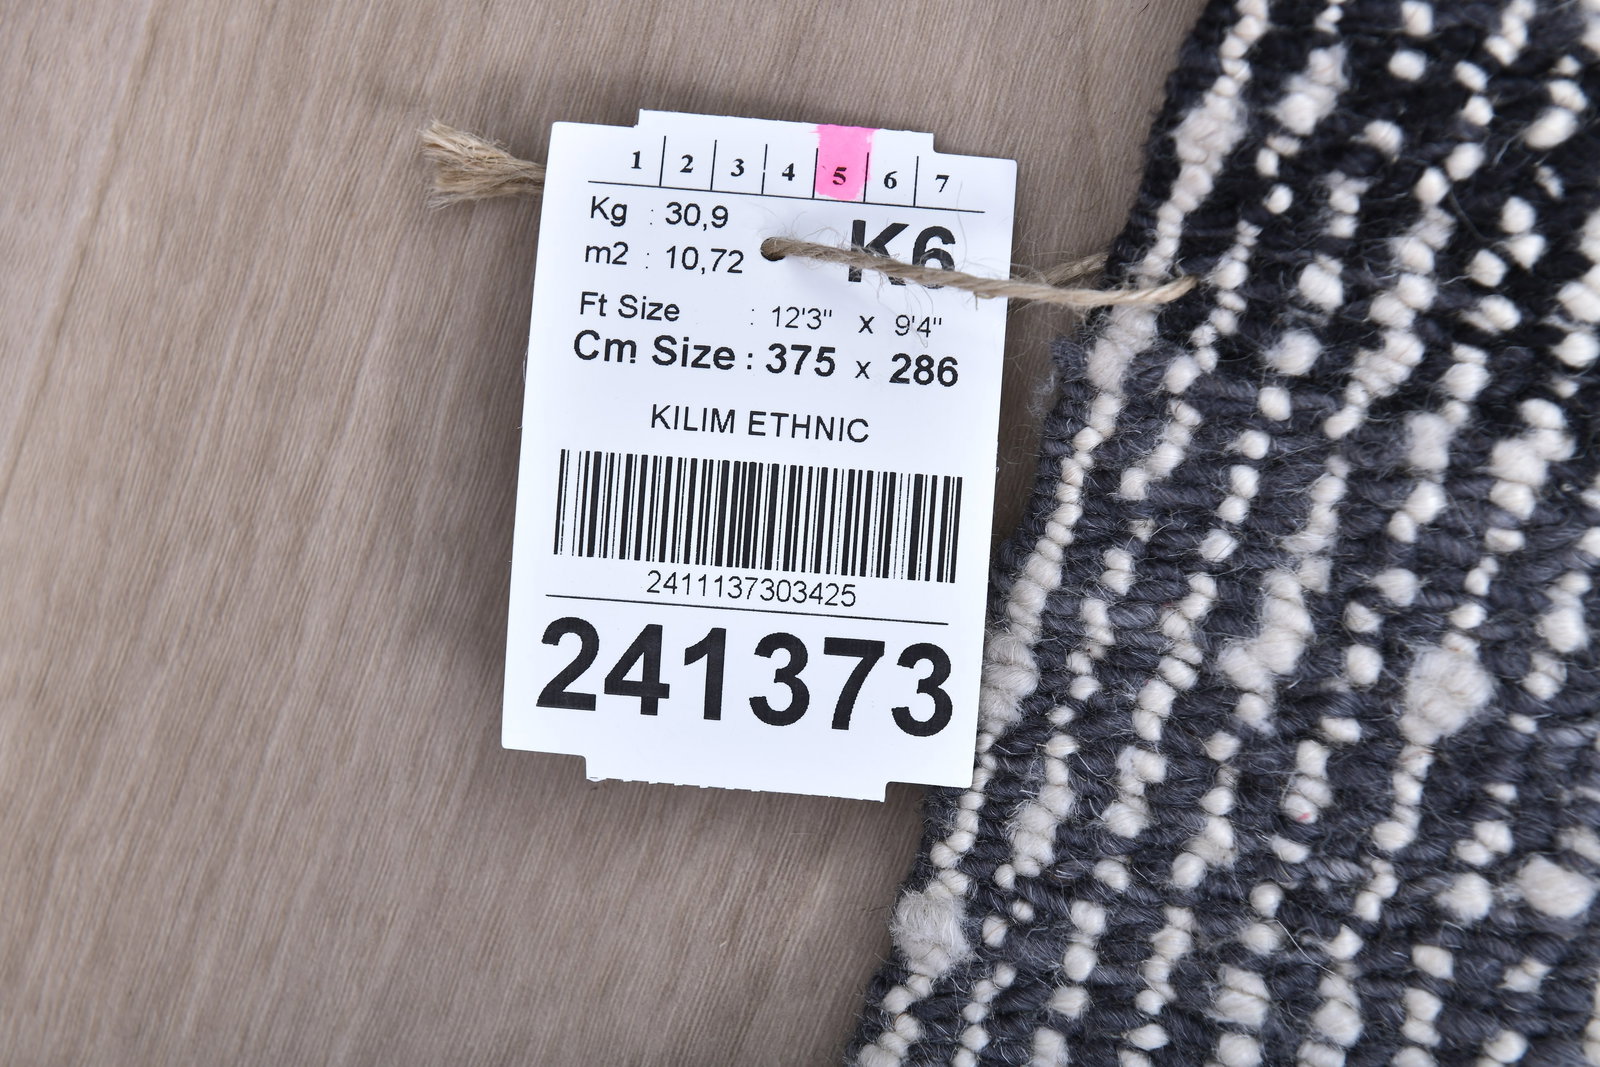 1 2 3 4 5 6 7
Kg : 30,9
m2 : 10,72
K6
Ft Size : 12'3" x 9'4"
Cm Size : 375 x 286
KILIM ETHNIC
2411137303425
241373